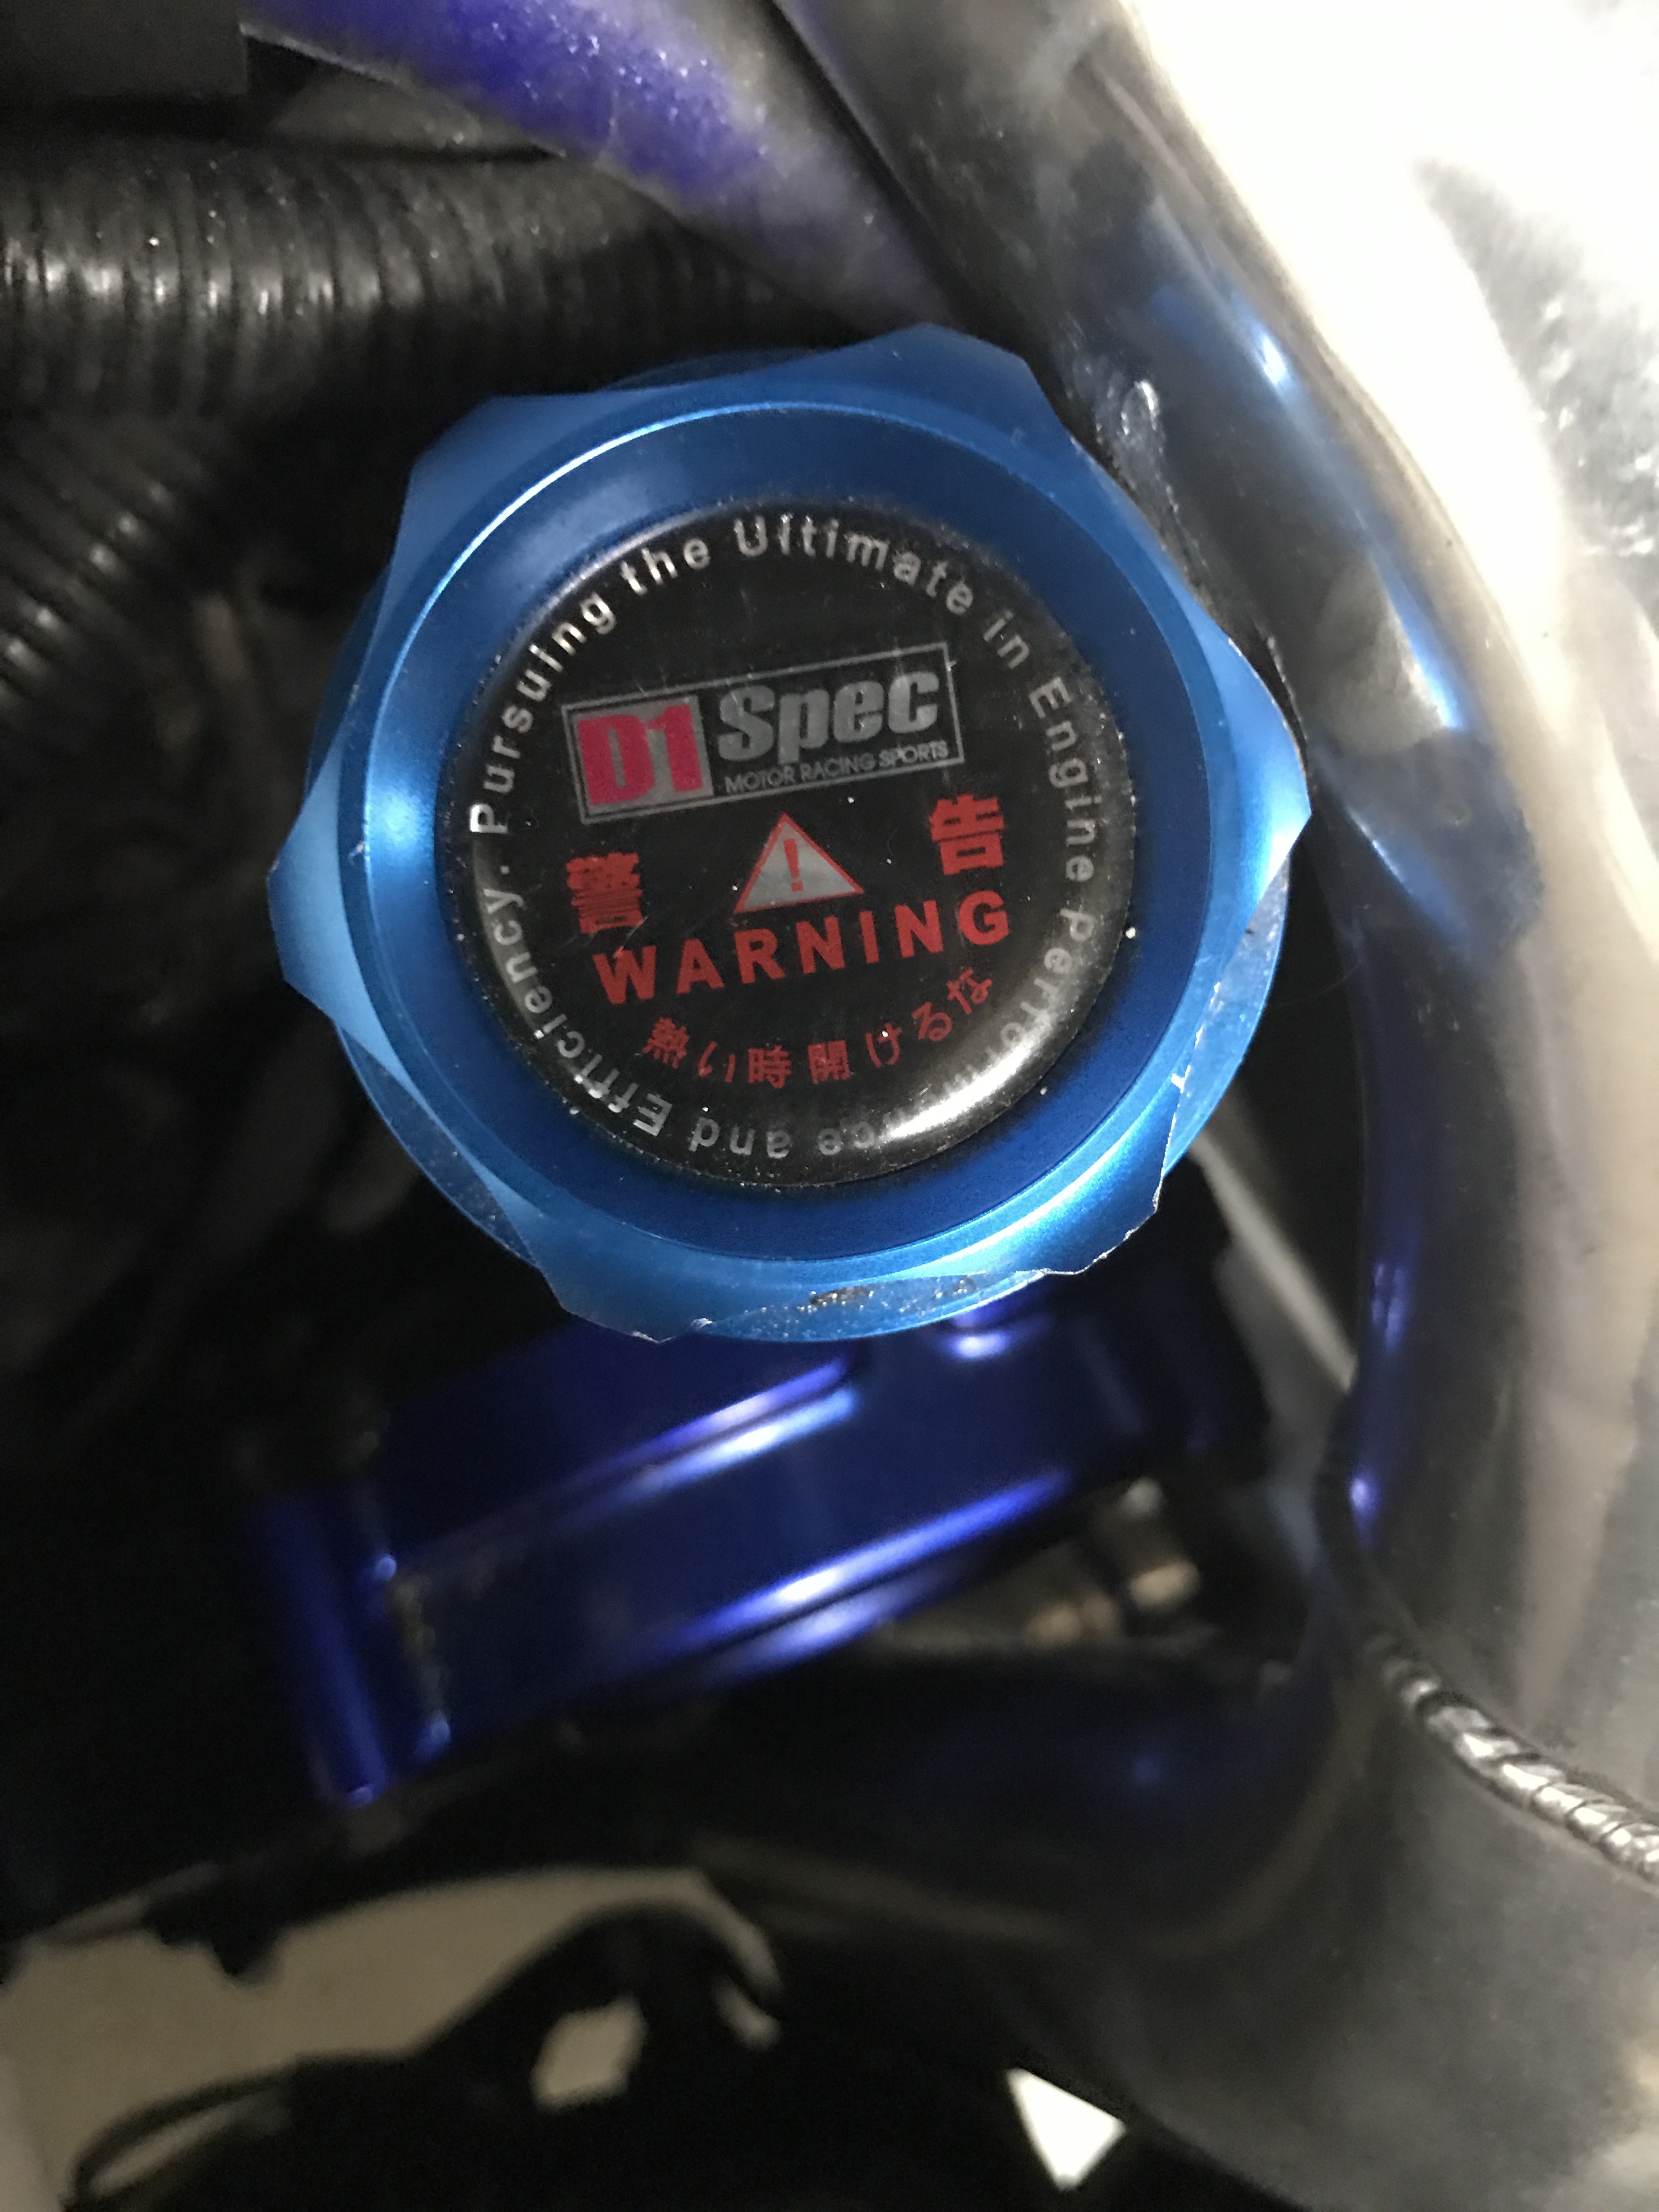 Pursuing the Ultimate in Engine Performance and Efficiency.
D1 Spec
MOTOR RACING SPORTS
警 ! 告
WARNING
熱い時開けるな